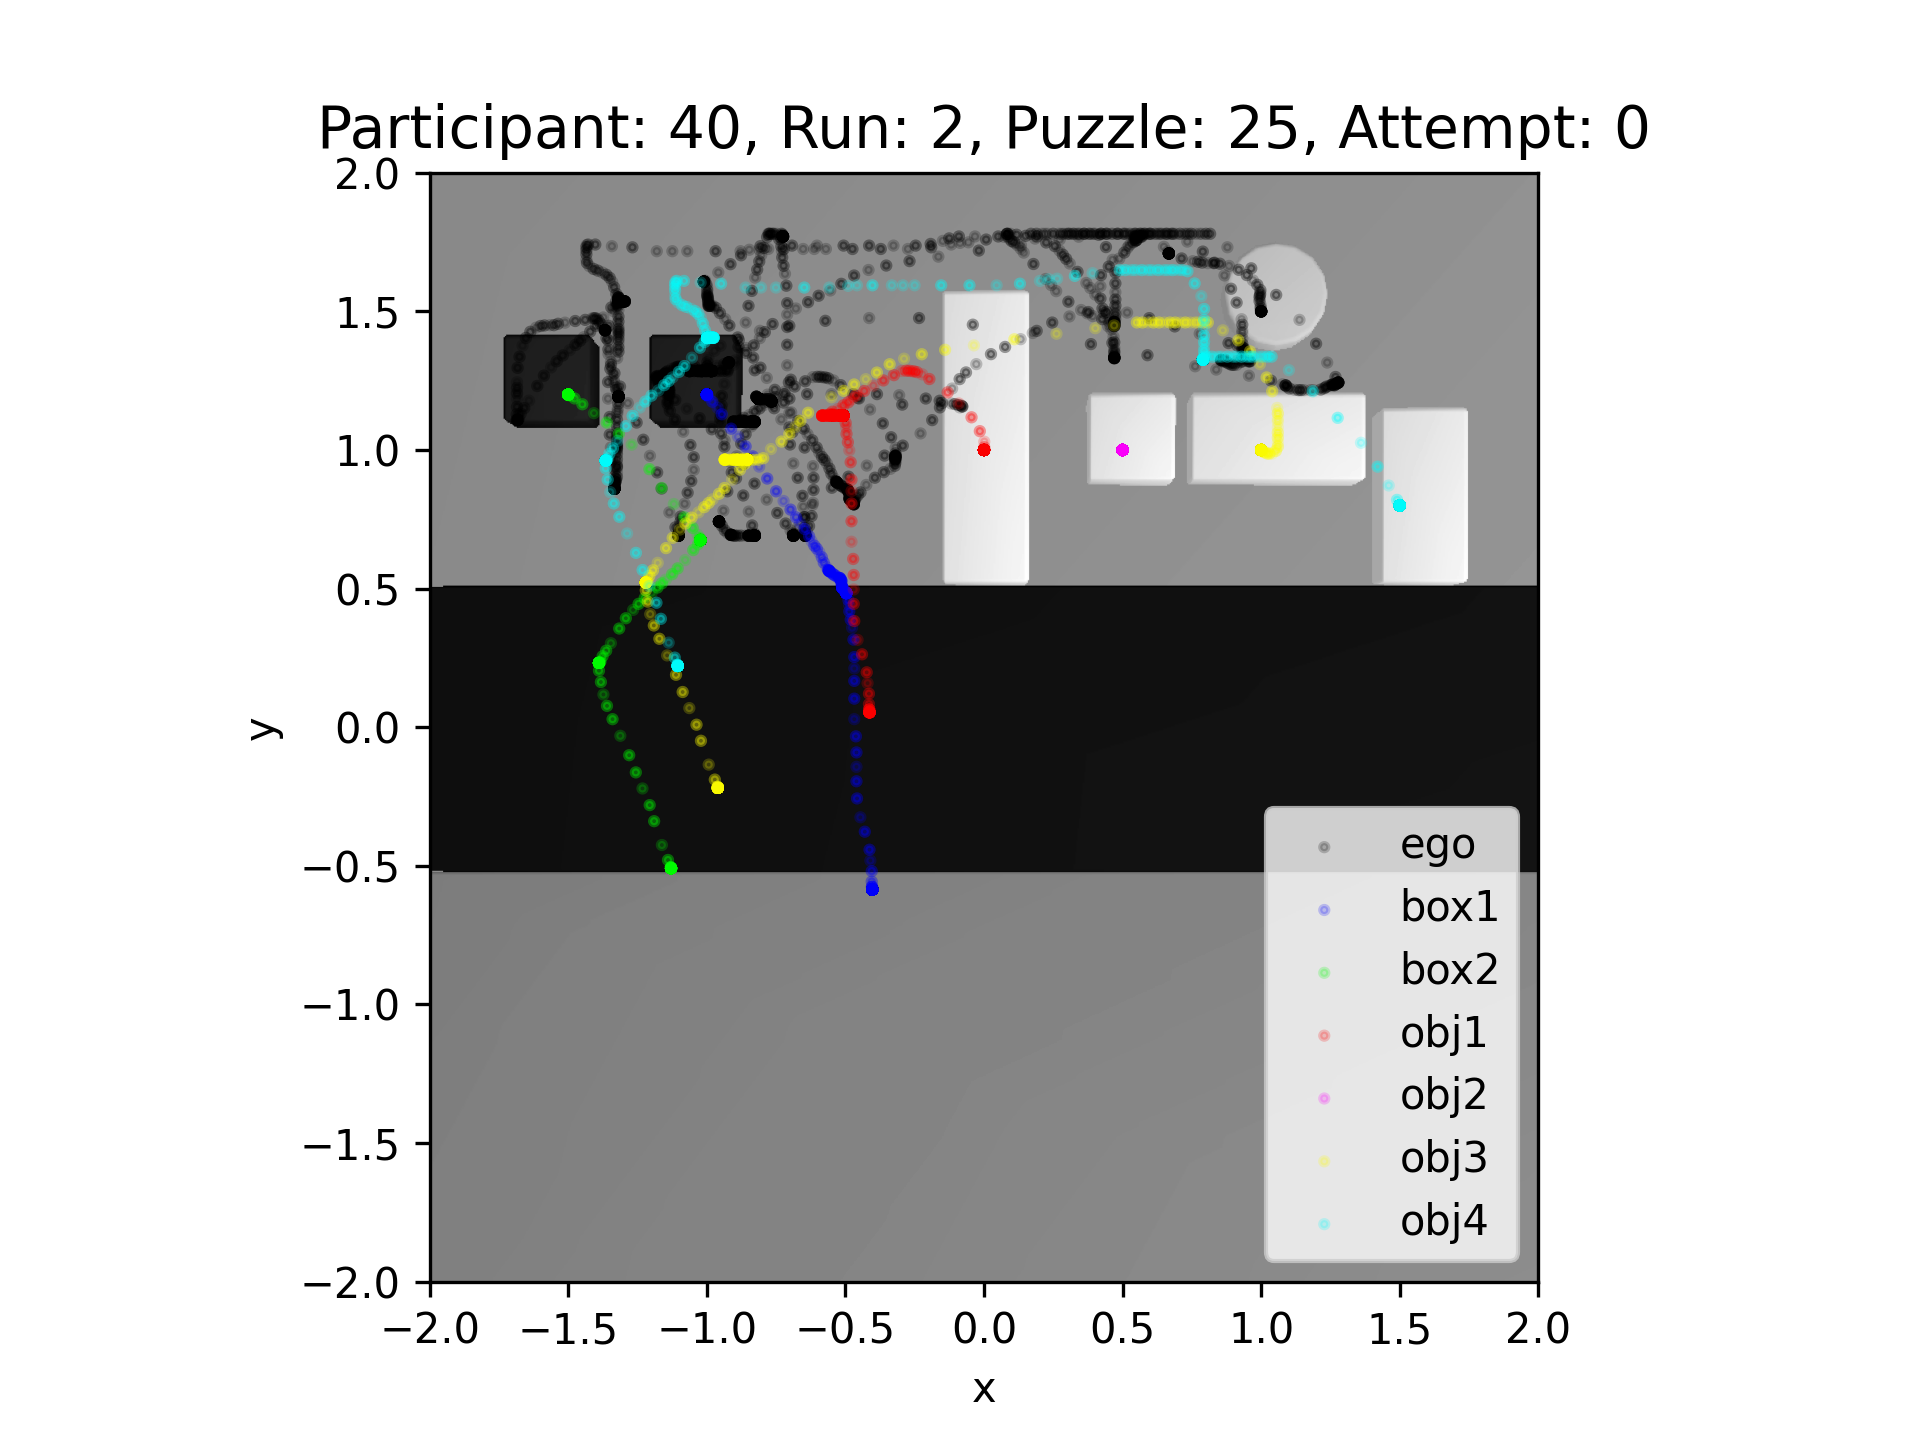 Participant: 40, Run: 2, Puzzle: 25, Attempt: 0
2.0
1.5
1.0
0.5
0.0
−0.5
−1.0
−1.5
−2.0
y
−2.0 −1.5 −1.0 −0.5 0.0 0.5 1.0 1.5 2.0
x
ego
box1
box2
obj1
obj2
obj3
obj4